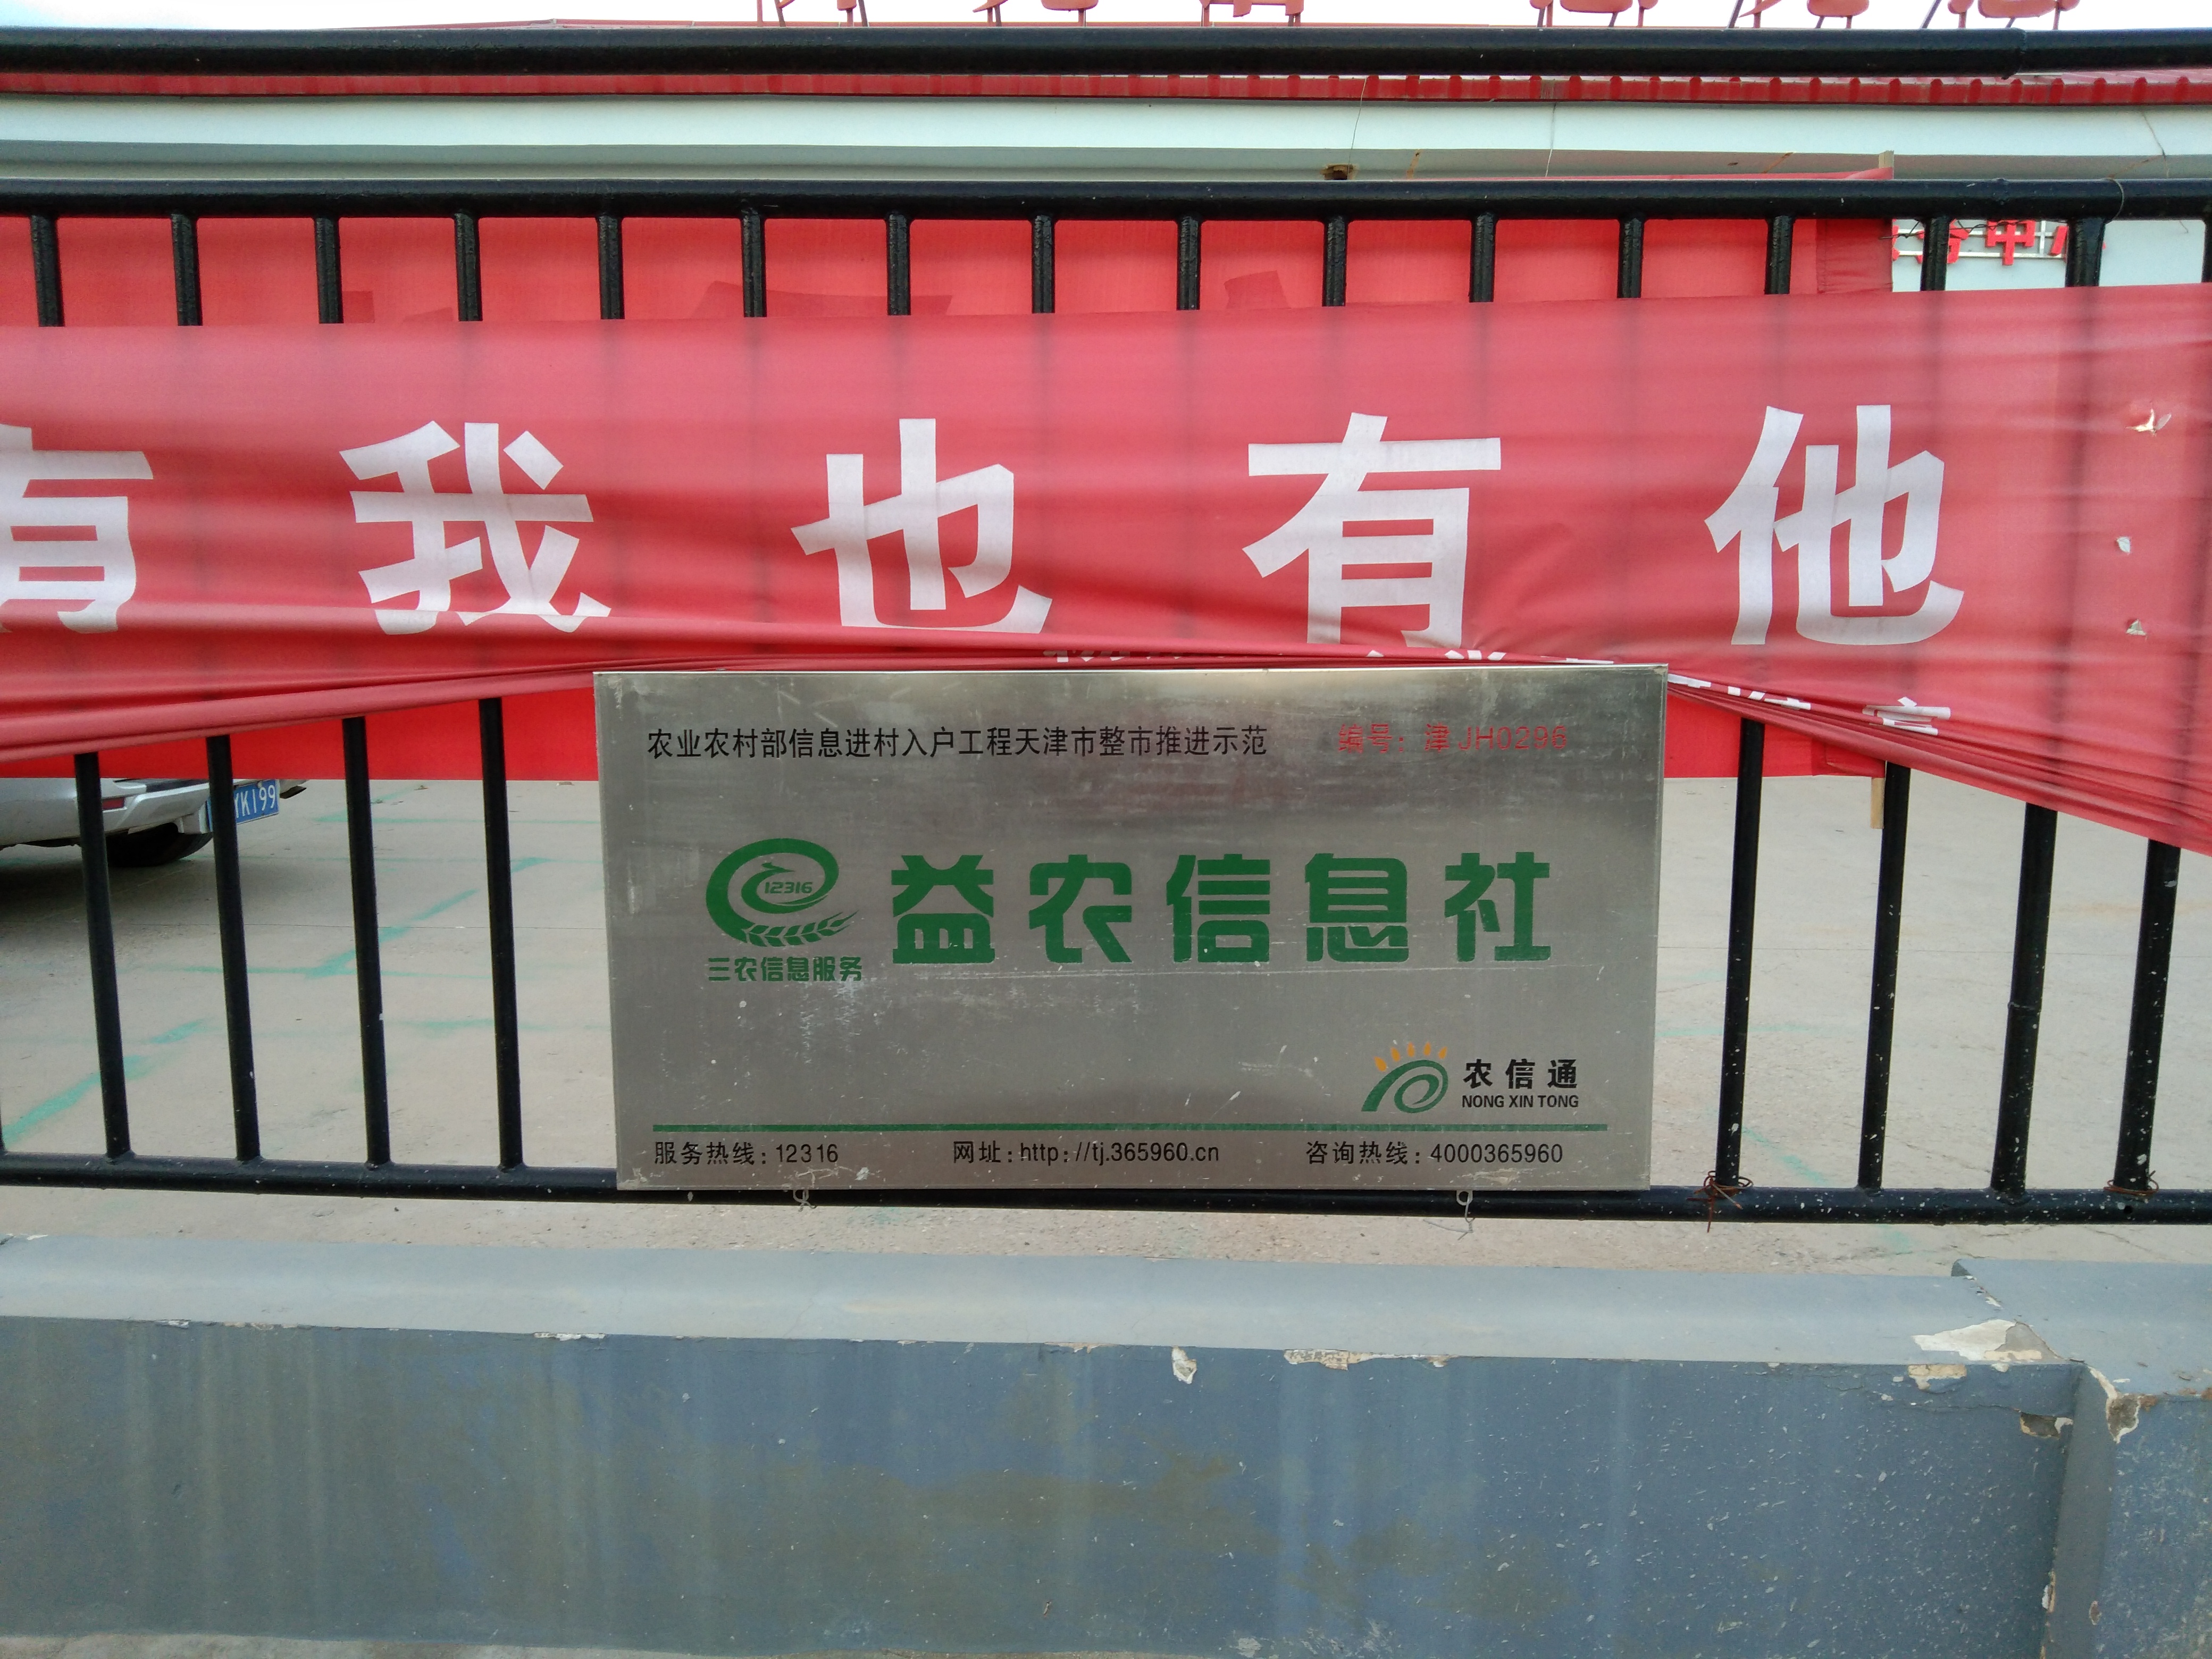 有我也有他
农业农村部信息进村入户工程天津市整市推进示范 编号：津JH0296
12316
三农信息服务
益农信息社
农信通
NONG XIN TONG
服务热线：12316 网址：http://tj.365960.cn 咨询热线：4000365960
YK199